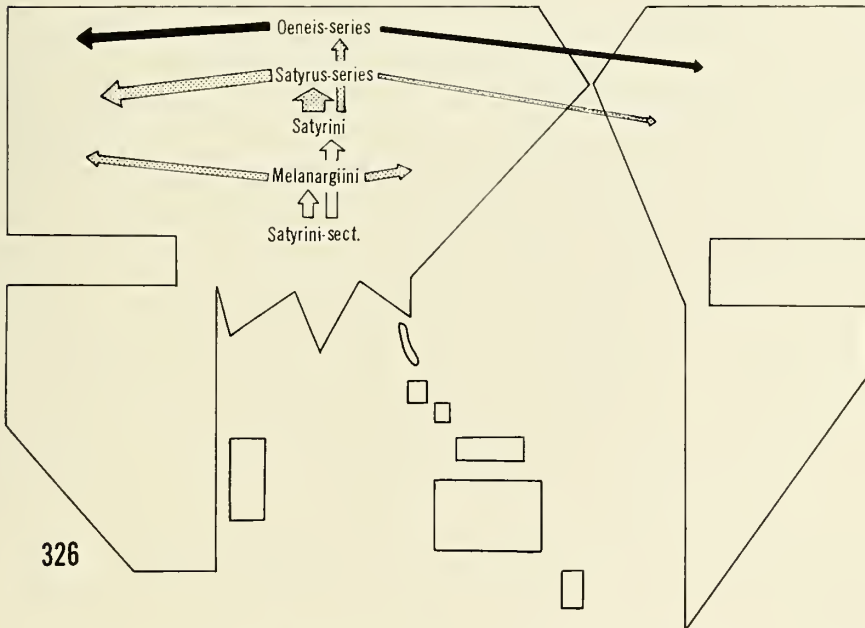 Oeneis-series
Satyrus-series
Satyrini
Melanargiini
Satyrini-sect.
326